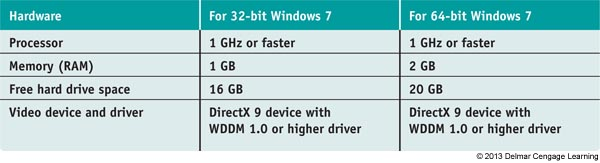 Hardware For 32-bit Windows 7 For 64-bit Windows 7
Processor 1 GHz or faster 1 GHz or faster
Memory (RAM) 1 GB 2 GB
Free hard drive space 16 GB 20 GB
Video device and driver DirectX 9 device with DirectX 9 device with
WDDM 1.0 or higher driver WDDM 1.0 or higher driver
© 2013 Delmar Cengage Learning